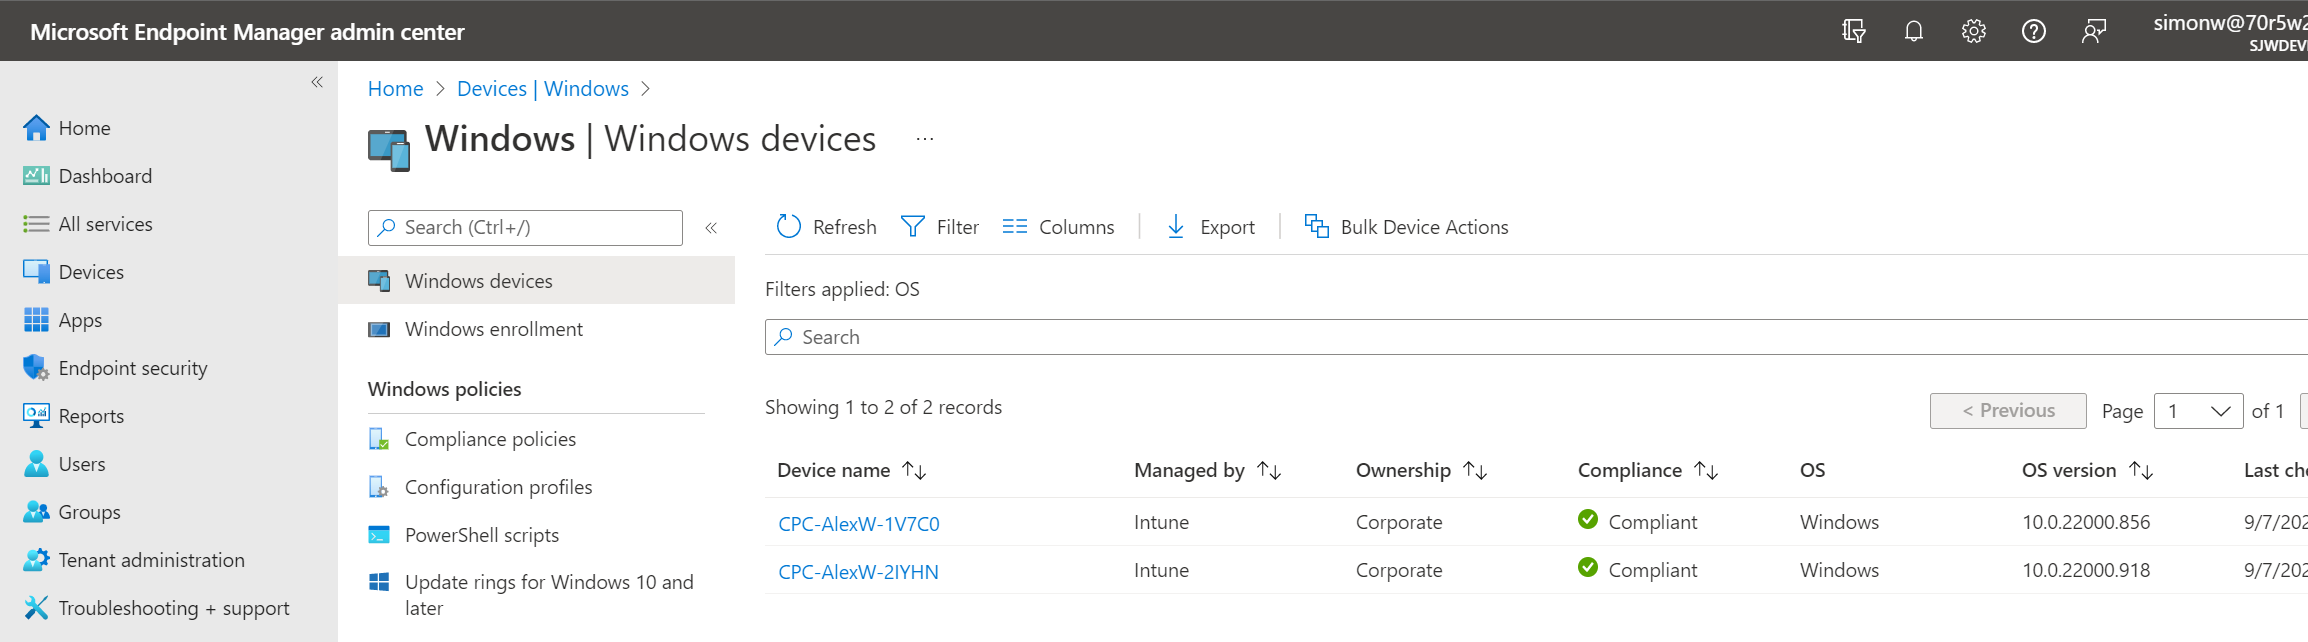 Microsoft Endpoint Manager admin center
simonw@70r5w2
SJWDEV
Home
Dashboard
All services
Devices
Apps
Endpoint security
Reports
Users
Groups
Tenant administration
Troubleshooting + support
Home > Devices | Windows >
Windows | Windows devices ...
Search (Ctrl+/)
Windows devices
Windows enrollment
Windows policies
Compliance policies
Configuration profiles
PowerShell scripts
Update rings for Windows 10 and
later
Refresh Filter Columns Export Bulk Device Actions
Filters applied: OS
Search
Showing 1 to 2 of 2 records
< Previous Page 1 of 1
Device name Managed by Ownership Compliance OS OS version Last che
CPC-AlexW-1V7C0 Intune Corporate Compliant Windows 10.0.22000.856 9/7/202
CPC-AlexW-2IYHN Intune Corporate Compliant Windows 10.0.22000.918 9/7/202